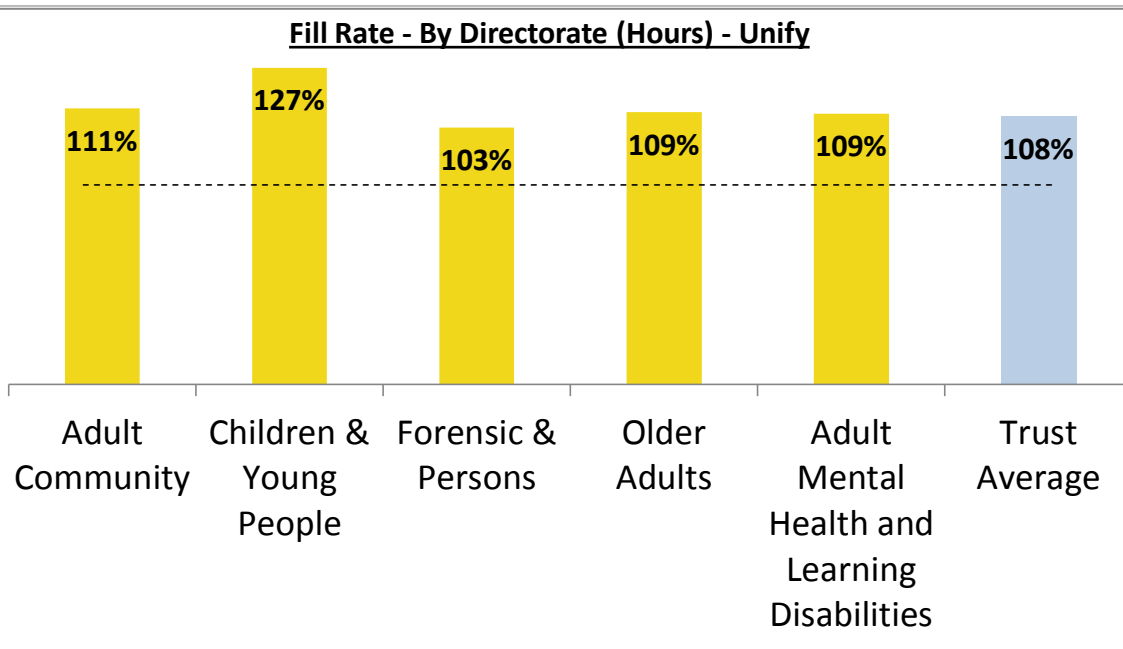 Fill Rate - By Directorate (Hours) - Unify
111%
127%
103%
109%
109%
108%
Adult
Community
Children &
Young
People
Forensic &
Persons
Older
Adults
Adult
Mental
Health and
Learning
Disabilities
Trust
Average